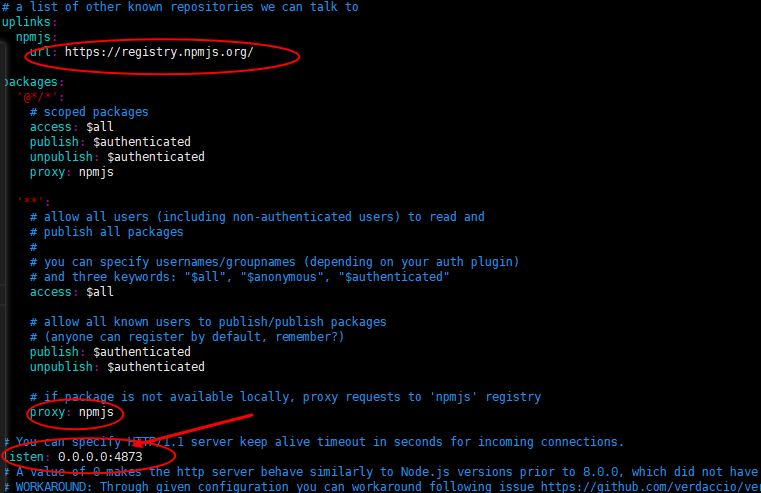 # a list of other known repositories we can talk to
uplinks:
npmjs:
url: https://registry.npmjs.org/
packages:
'@*/*':
# scoped packages
access: $all
publish: $authenticated
unpublish: $authenticated
proxy: npmjs
'**':
# allow all users (including non-authenticated users) to read and
# publish all packages
#
# you can specify usernames/groupnames (depending on your auth plugin)
# and three keywords: "$all", "$anonymous", "$authenticated"
access: $all
# allow all known users to publish/publish packages
# (anyone can register by default, remember?)
publish: $authenticated
unpublish: $authenticated
# if package is not available locally, proxy requests to 'npmjs' registry
proxy: npmjs
# You can specify HTTP/1.1 server keep alive timeout in seconds for incoming connections.
listen: 0.0.0.0:4873
# A value of 0 makes the http server behave similarly to Node.js versions prior to 8.0.0, which did not have
# WORKAROUND: Through given configuration you can workaround following issue https://github.com/verdaccio/ver